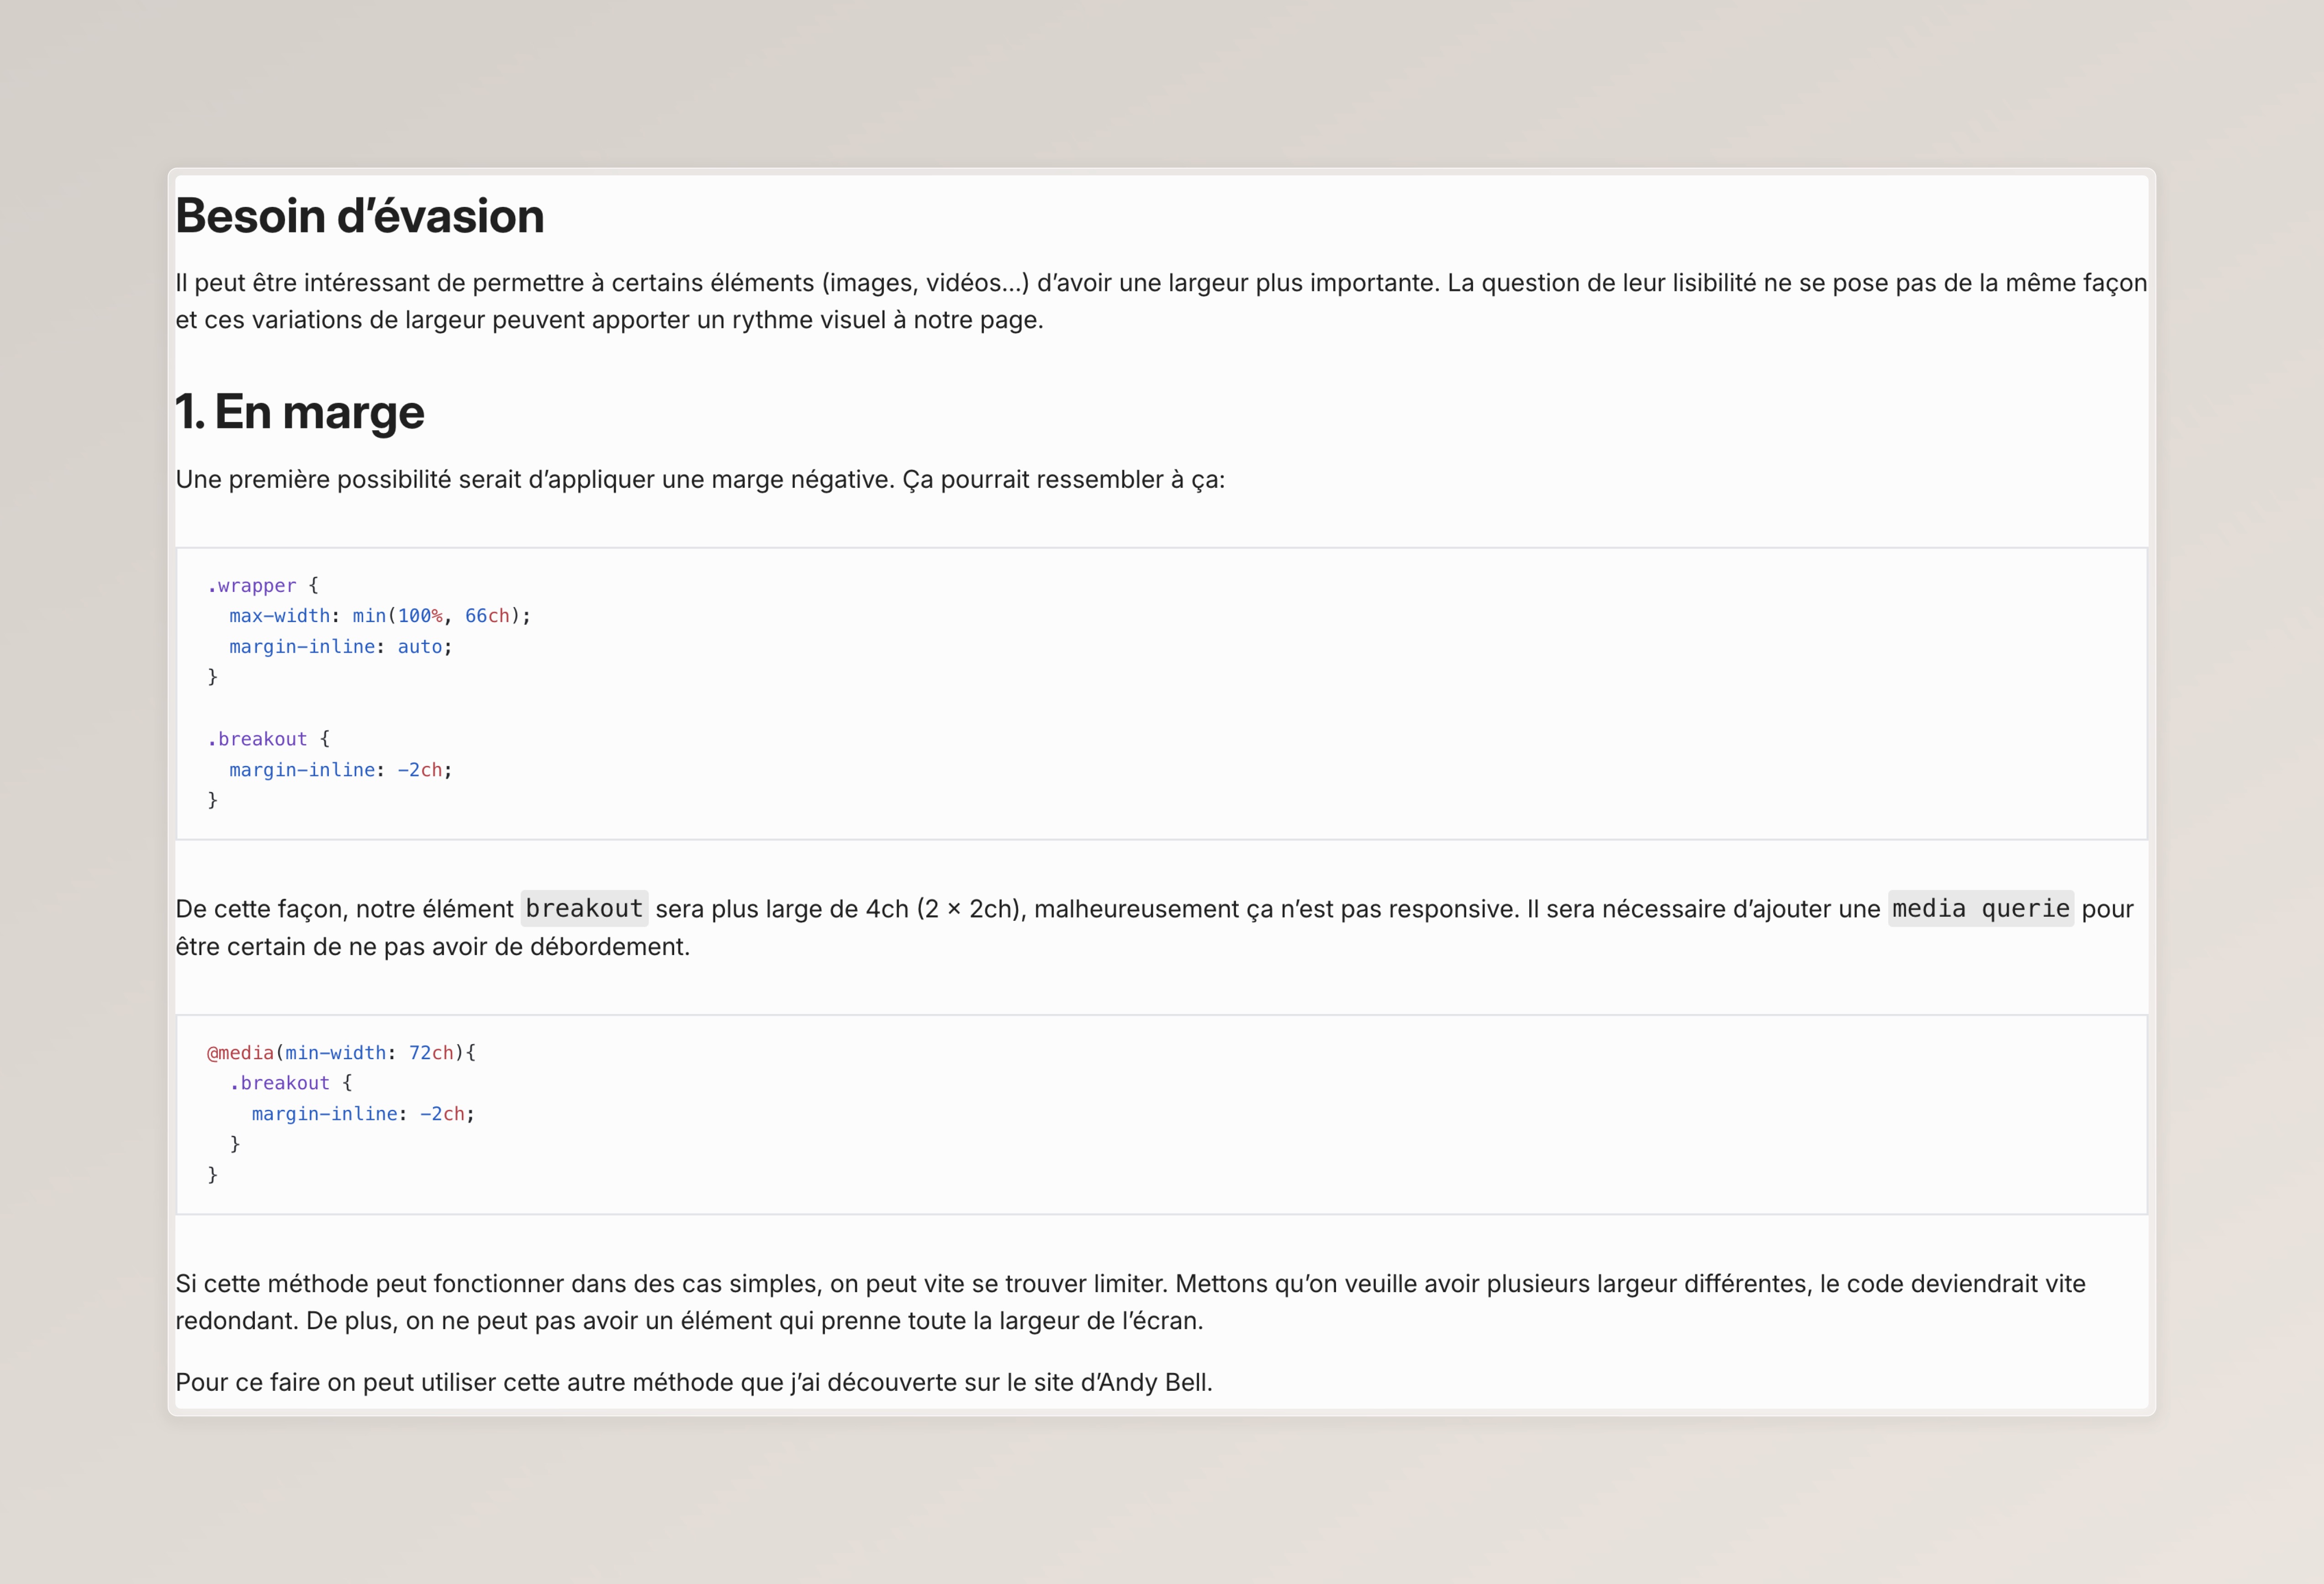 Besoin d’évasion
Il peut être intéressant de permettre à certains éléments (images, vidéos…) d’avoir une largeur plus importante. La question de leur lisibilité ne se pose pas de la même façon
et ces variations de largeur peuvent apporter un rythme visuel à notre page.
1. En marge
Une première possibilité serait d’appliquer une marge négative. Ça pourrait ressembler à ça:
.wrapper {
  max-width: min(100%, 66ch);
  margin-inline: auto;
}
.breakout {
  margin-inline: -2ch;
}
De cette façon, notre élément breakout sera plus large de 4ch (2 × 2ch), malheureusement ça n’est pas responsive. Il sera nécessaire d’ajouter une media querie pour
être certain de ne pas avoir de débordement.
@media(min-width: 72ch){
  .breakout {
    margin-inline: -2ch;
  }
}
Si cette méthode peut fonctionner dans des cas simples, on peut vite se trouver limiter. Mettons qu’on veuille avoir plusieurs largeur différentes, le code deviendrait vite
redondant. De plus, on ne peut pas avoir un élément qui prenne toute la largeur de l’écran.
Pour ce faire on peut utiliser cette autre méthode que j’ai découverte sur le site d’Andy Bell.